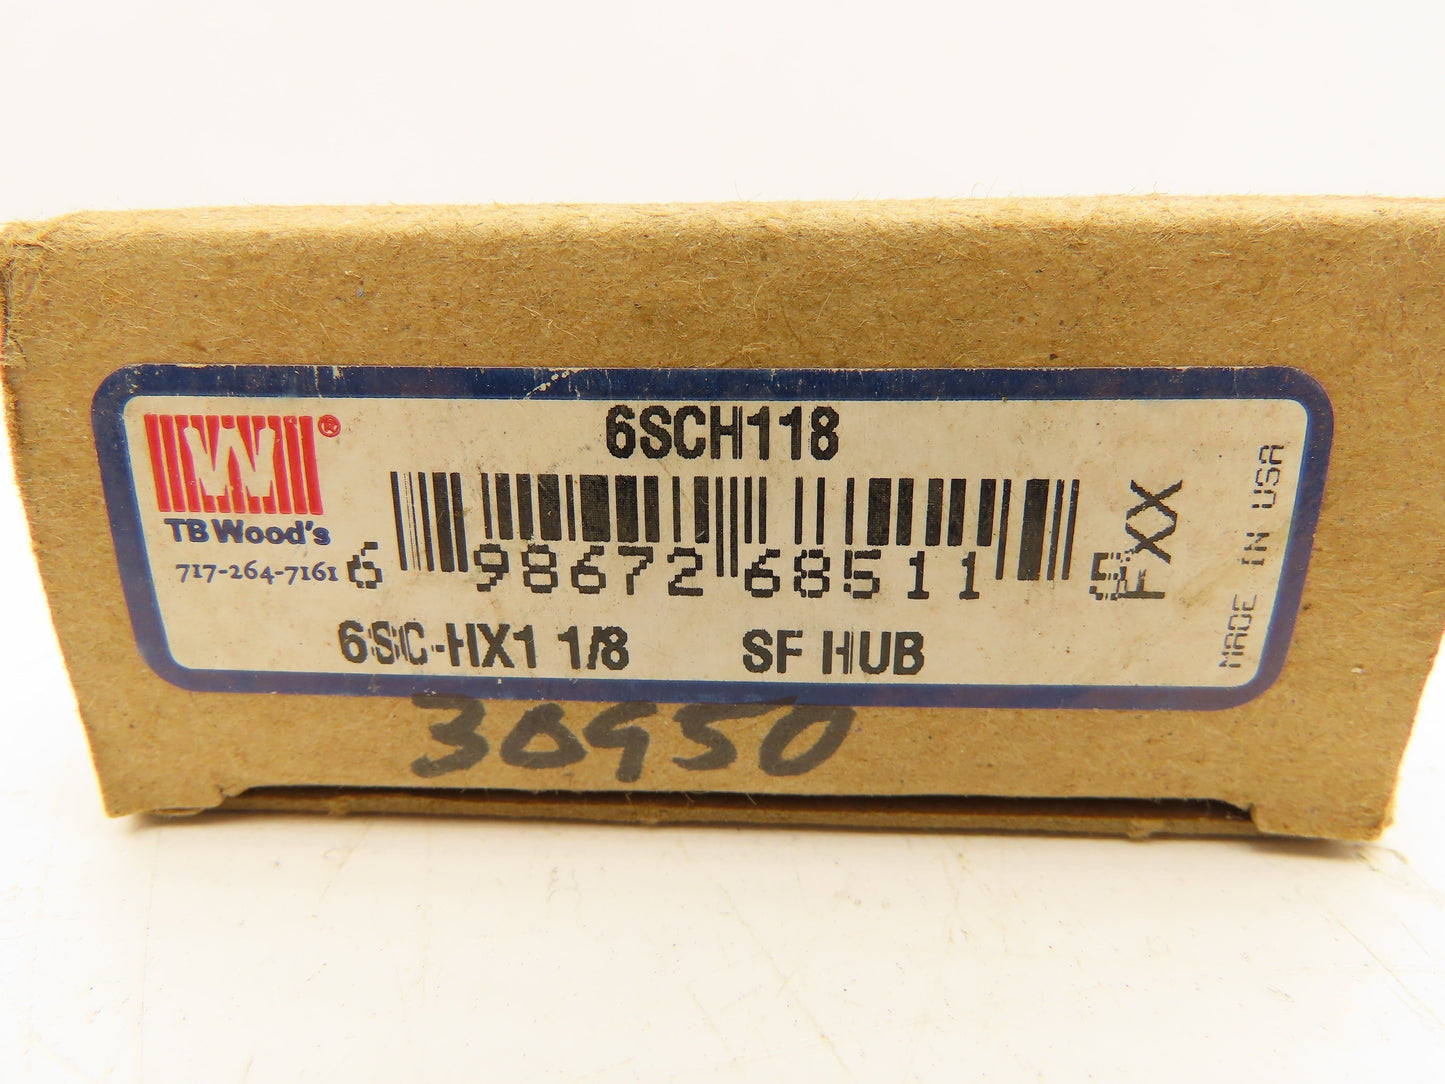 6SCH118
®
TB Wood's
717-264-7161
6 98672 68511
FXX
MADE IN USA
6SC-HX1 1/8 SF HUB
30950